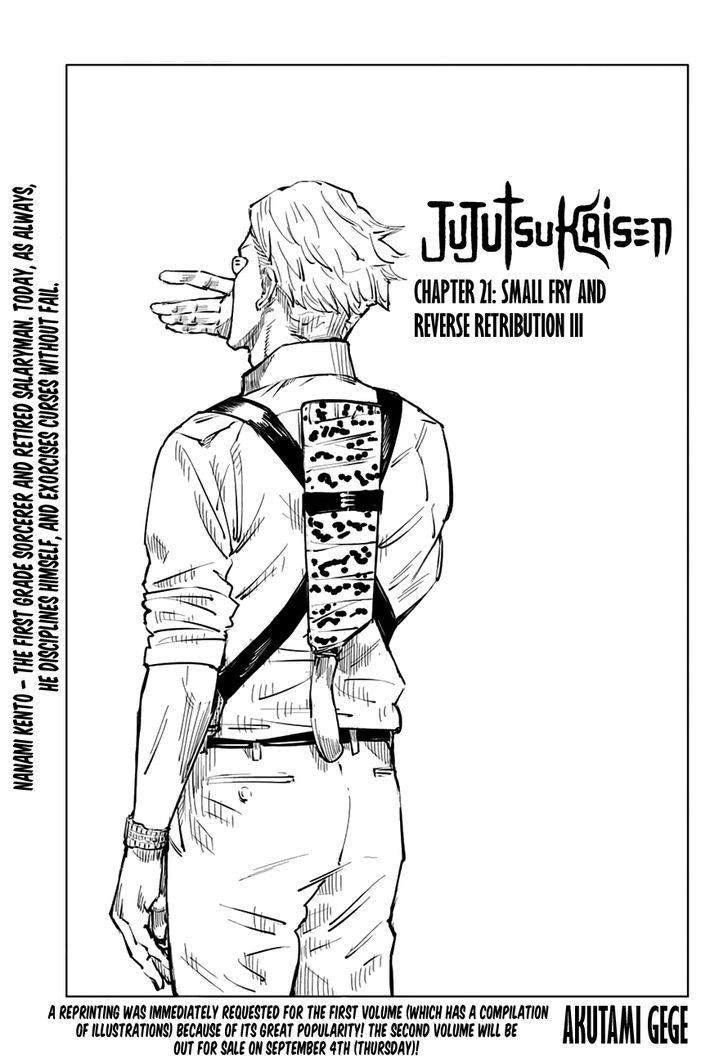 NANAMI KENTO - THE FIRST GRADE SORCERER AND RETIRED SALARYMAN. TODAY, AS ALWAYS,
HE DISCIPLINES HIMSELF, AND EXORCISES CURSES WITHOUT FAIL.
JUJUTSU KAISEN
CHAPTER 21: SMALL FRY AND
REVERSE RETRIBUTION III
A REPRINTING WAS IMMEDIATELY REQUESTED FOR THE FIRST VOLUME (WHICH HAS A COMPILATION
OF ILLUSTRATIONS) BECAUSE OF ITS GREAT POPULARITY! THE SECOND VOLUME WILL BE
OUT FOR SALE ON SEPTEMBER 4TH (THURSDAY)!
AKUTAMI GEGE